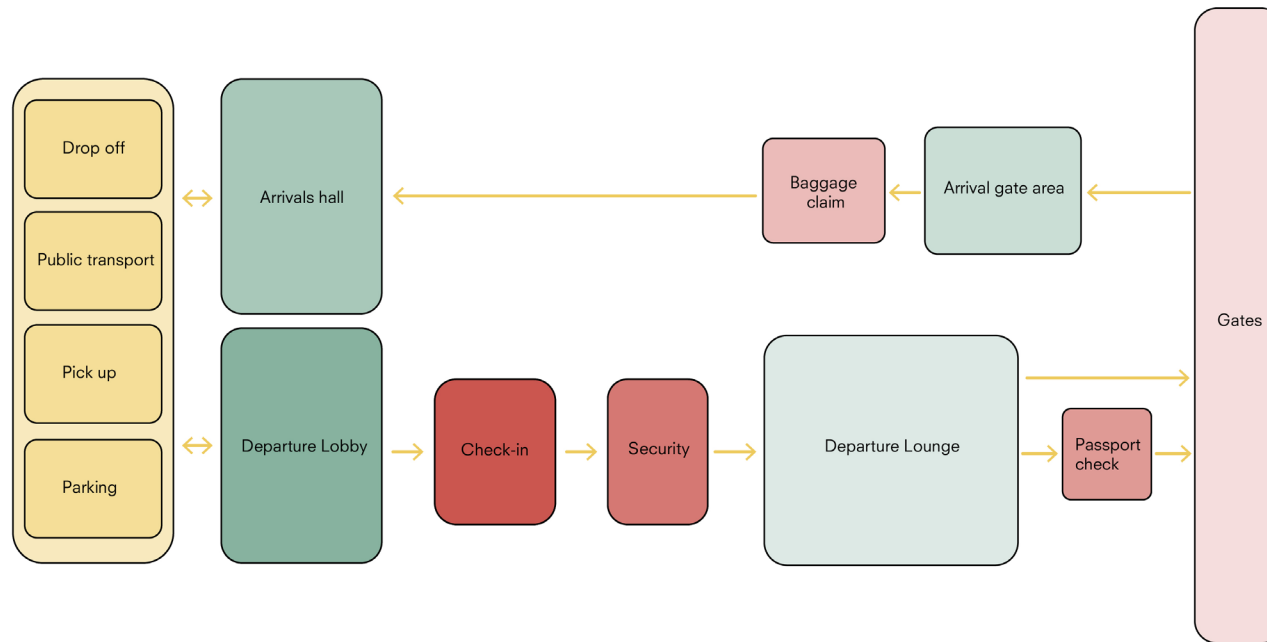 Drop off
Public transport
Pick up
Parking
Arrivals hall
Departure Lobby
Check-in
Security
Baggage
claim
Arrival gate area
Departure Lounge
Passport
check
Gates